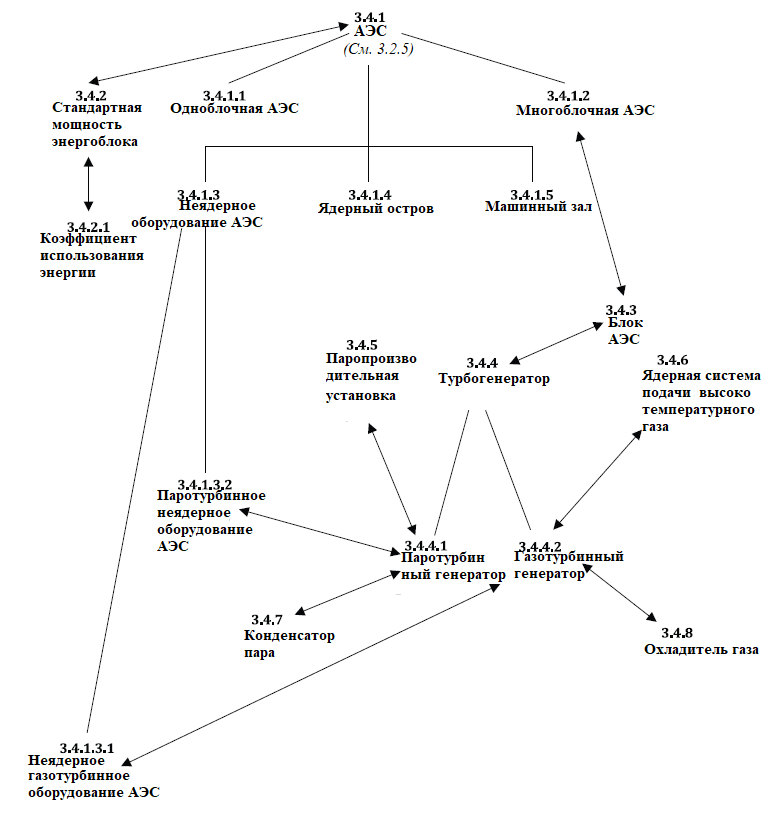 3.4.1
АЭС
(См. 3.2.5)
3.4.2
Стандартная
мощность
энергоблока
3.4.1.1
Одноблочная АЭС
3.4.1.2
Многоблочная АЭС
3.4.1.3
Неядерное
оборудование АЭС
3.4.1.4
Ядерный остров
3.4.1.5
Машинный зал
3.4.2.1
Коэффициент
использования
энергии
3.4.3
Блок
АЭС
3.4.5
Паропроизво
дительная
установка
3.4.4
Турбогенератор
3.4.6
Ядерная система
подачи высоко
температурного
газа
3.4.1.3.2
Паротурбинное
неядерное
оборудование
АЭС
3.4.4.1
Паротурбин
ный генератор
3.4.4.2
Газотурбинный
генератор
3.4.7
Конденсатор
пара
3.4.8
Охладитель газа
3.4.1.3.1
Неядерное
газотурбинное
оборудование АЭС